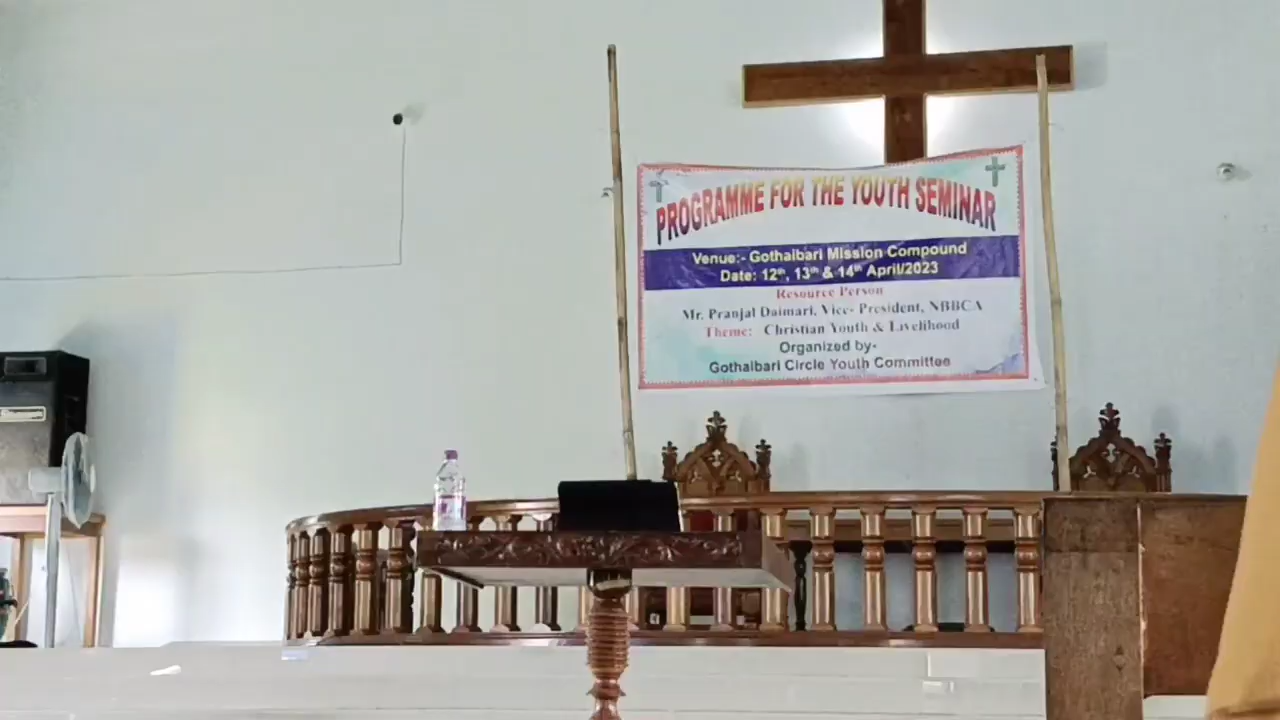 PROGRAMME FOR THE YOUTH SEMINAR
Venue:- Gothaibari Mission Compound
Date: 12th, 13th & 14th April/2023
Resource Person
Mr. Pranjal Daimari, Vice- President, NBBCA
Theme: Christian Youth & Livelihood
Organized by-
Gothaibari Circle Youth Committee